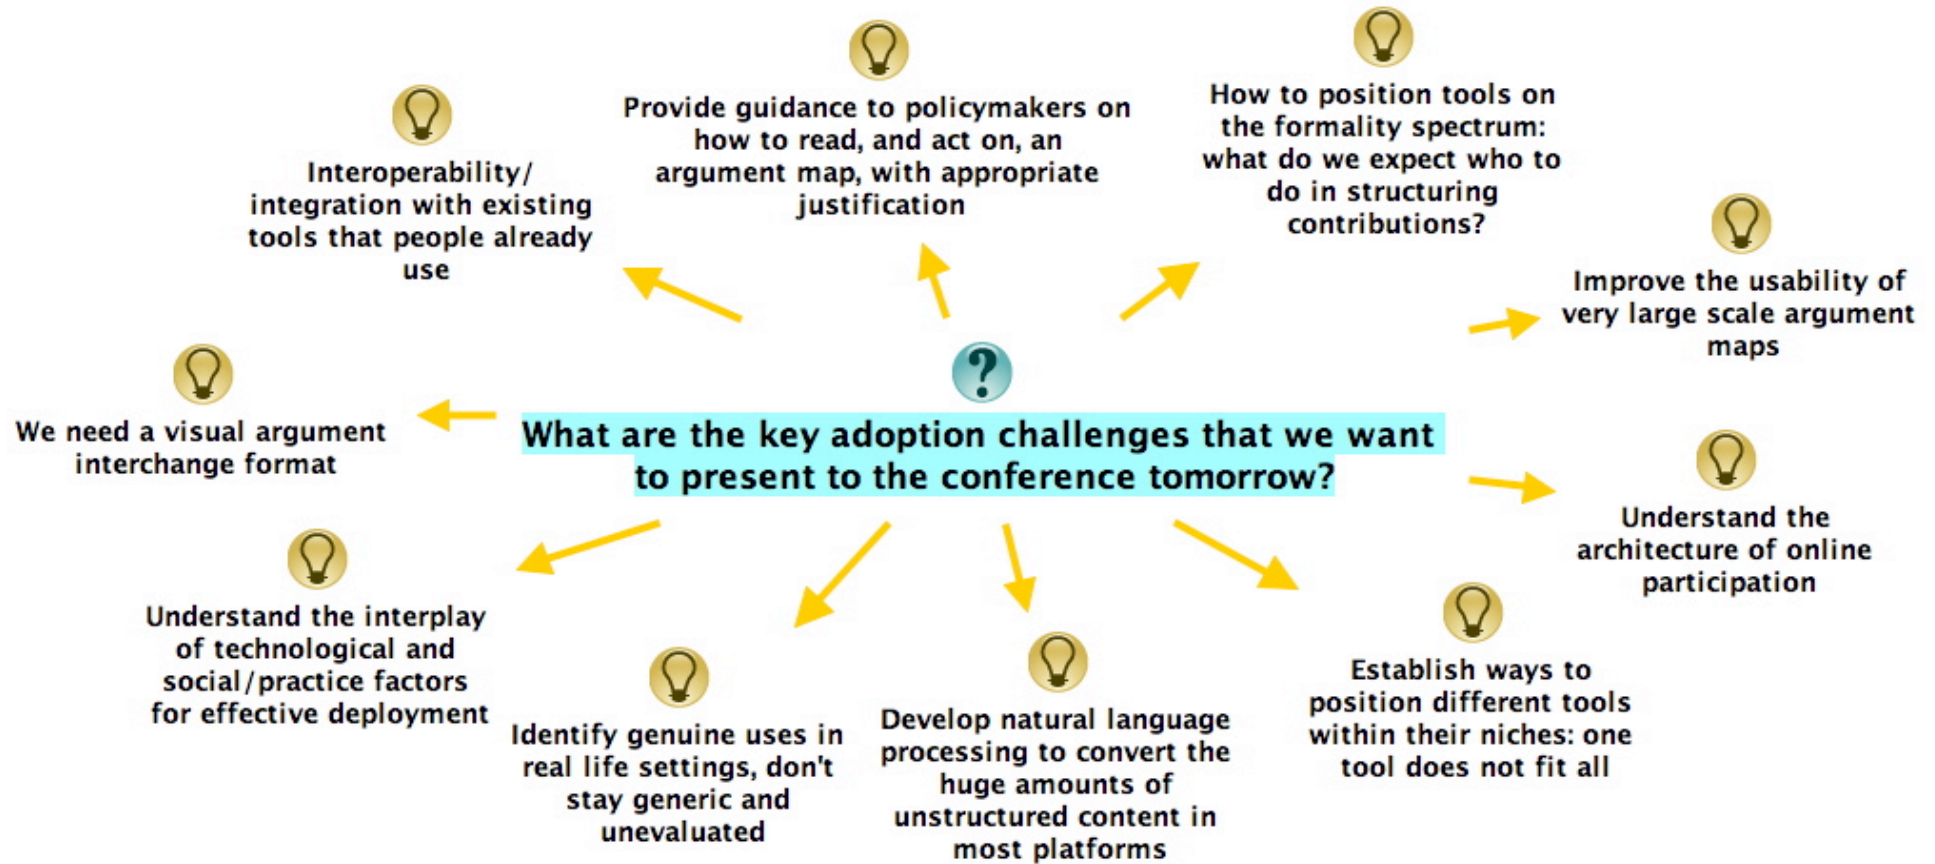 Interoperability/
integration with existing
tools that people already
use
Provide guidance to policymakers on
how to read, and act on, an
argument map, with appropriate
justification
How to position tools on
the formality spectrum:
what do we expect who to
do in structuring
contributions?
Improve the usability of
very large scale argument
maps
We need a visual argument
interchange format
?
What are the key adoption challenges that we want
to present to the conference tomorrow?
Understand the
architecture of online
participation
Understand the interplay
of technological and
social/practice factors
for effective deployment
Identify genuine uses in
real life settings, don't
stay generic and
unevaluated
Develop natural language
processing to convert the
huge amounts of
unstructured content in
most platforms
Establish ways to
position different tools
within their niches: one
tool does not fit all